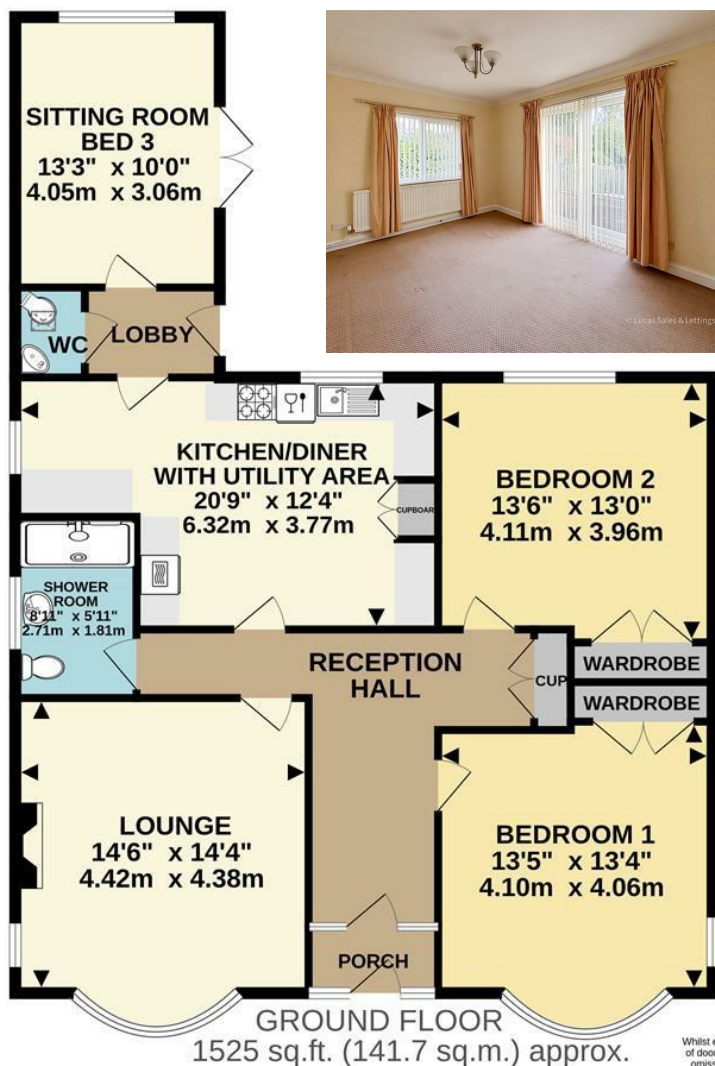 SITTING ROOM
BED 3
13'3" x 10'0"
4.05m x 3.06m
© Lucas Sales & Lettings
WC
LOBBY
KITCHEN/DINER
WITH UTILITY AREA
20'9" x 12'4"
6.32m x 3.77m
CUPBOAR
BEDROOM 2
13'6" x 13'0"
4.11m x 3.96m
SHOWER
ROOM
8'11" x 5'11"
2.71m x 1.81m
RECEPTION
HALL
CUP
WARDROBE
WARDROBE
LOUNGE
14'6" x 14'4"
4.42m x 4.38m
BEDROOM 1
13'5" x 13'4"
4.10m x 4.06m
PORCH
GROUND FLOOR
1525 sq.ft. (141.7 sq.m.) approx.
Whilst e
of door
omiss